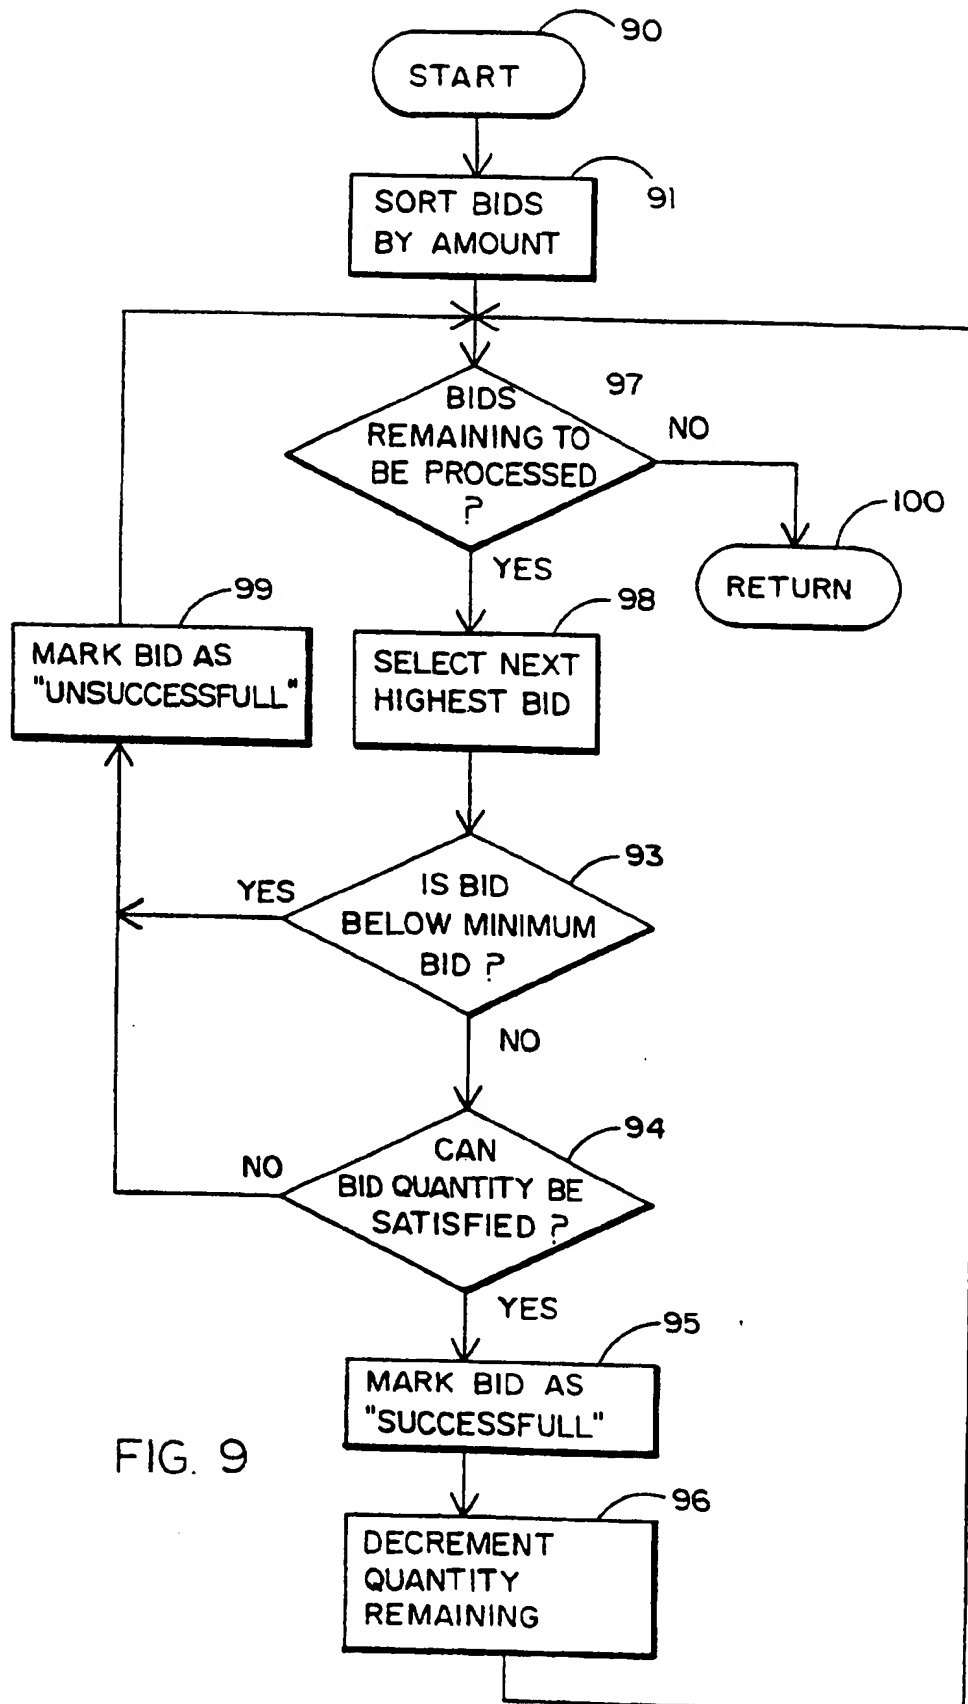 90
START
91
SORT BIDS
BY AMOUNT
97
BIDS
REMAINING TO
BE PROCESSED
?
NO
100
RETURN
YES
99
MARK BID AS
"UNSUCCESSFULL"
98
SELECT NEXT
HIGHEST BID
93
YES
IS BID
BELOW MINIMUM
BID ?
NO
94
NO
CAN
BID QUANTITY BE
SATISFIED ?
YES
95
MARK BID AS
"SUCCESSFULL"
FIG. 9
96
DECREMENT
QUANTITY
REMAINING